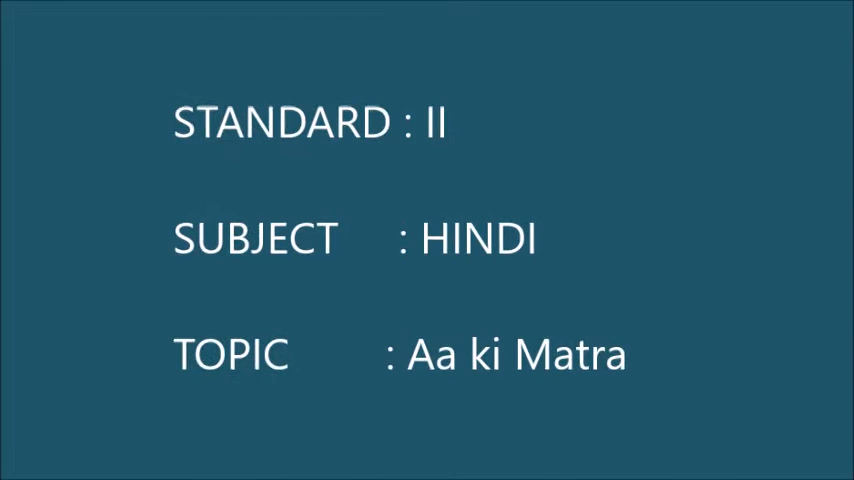 STANDARD : II
SUBJECT : HINDI
TOPIC : Aa ki Matra